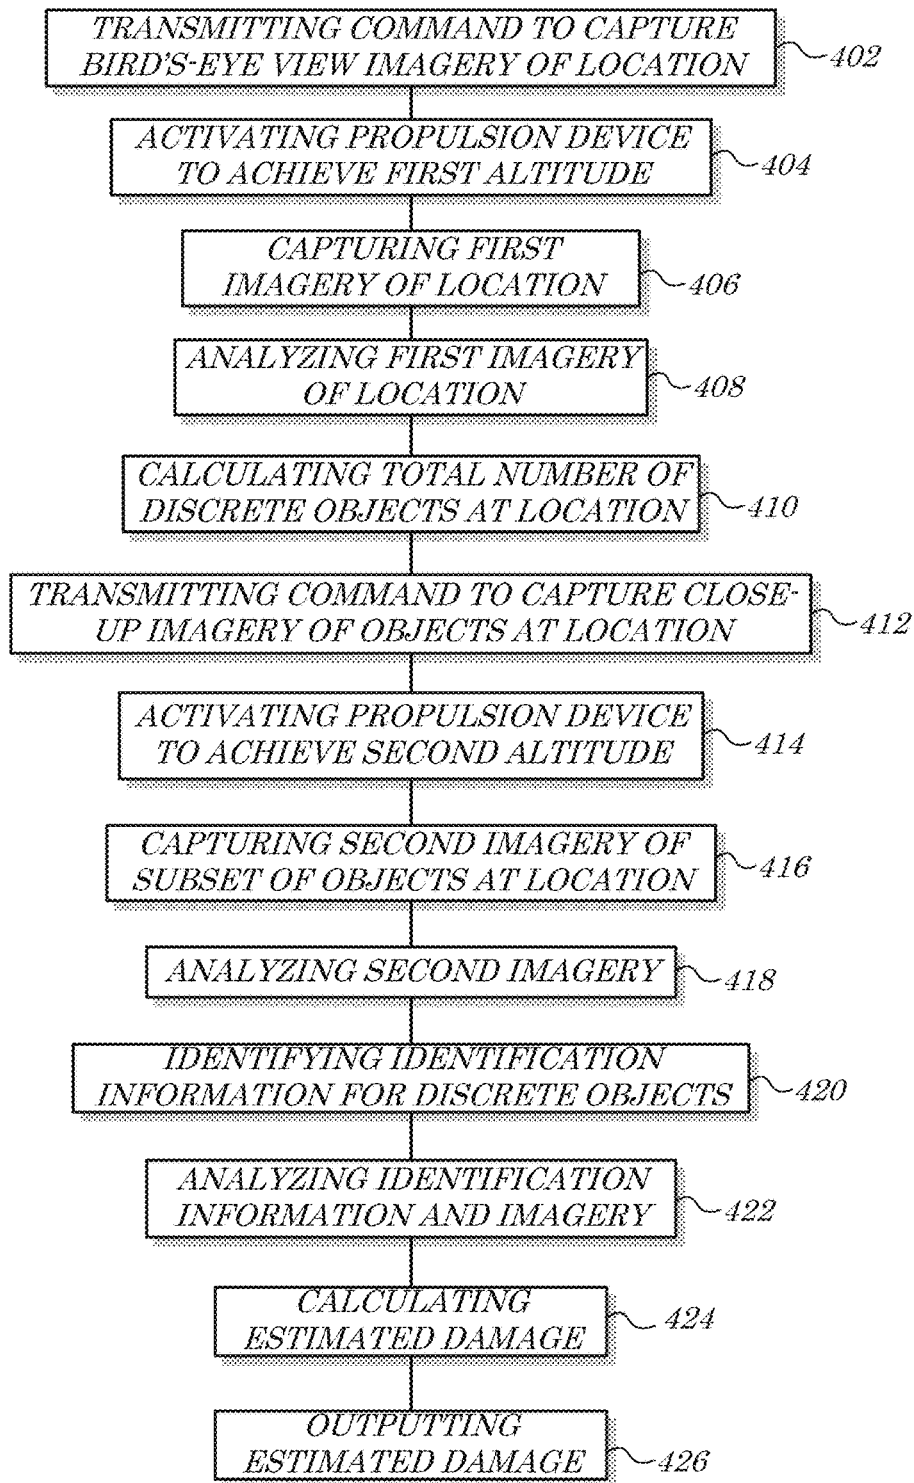 TRANSMITTING COMMAND TO CAPTURE
BIRD'S-EYE VIEW IMAGERY OF LOCATION
402
ACTIVATING PROPULSION DEVICE
TO ACHIEVE FIRST ALTITUDE
404
CAPTURING FIRST
IMAGERY OF LOCATION
406
ANALYZING FIRST IMAGERY
OF LOCATION
408
CALCULATING TOTAL NUMBER OF
DISCRETE OBJECTS AT LOCATION
410
TRANSMITTING COMMAND TO CAPTURE CLOSE-
UP IMAGERY OF OBJECTS AT LOCATION
412
ACTIVATING PROPULSION DEVICE
TO ACHIEVE SECOND ALTITUDE
414
CAPTURING SECOND IMAGERY OF
SUBSET OF OBJECTS AT LOCATION
416
ANALYZING SECOND IMAGERY
418
IDENTIFYING IDENTIFICATION
INFORMATION FOR DISCRETE OBJECTS
420
ANALYZING IDENTIFICATION
INFORMATION AND IMAGERY
422
CALCULATING
ESTIMATED DAMAGE
424
OUTPUTTING
ESTIMATED DAMAGE
426